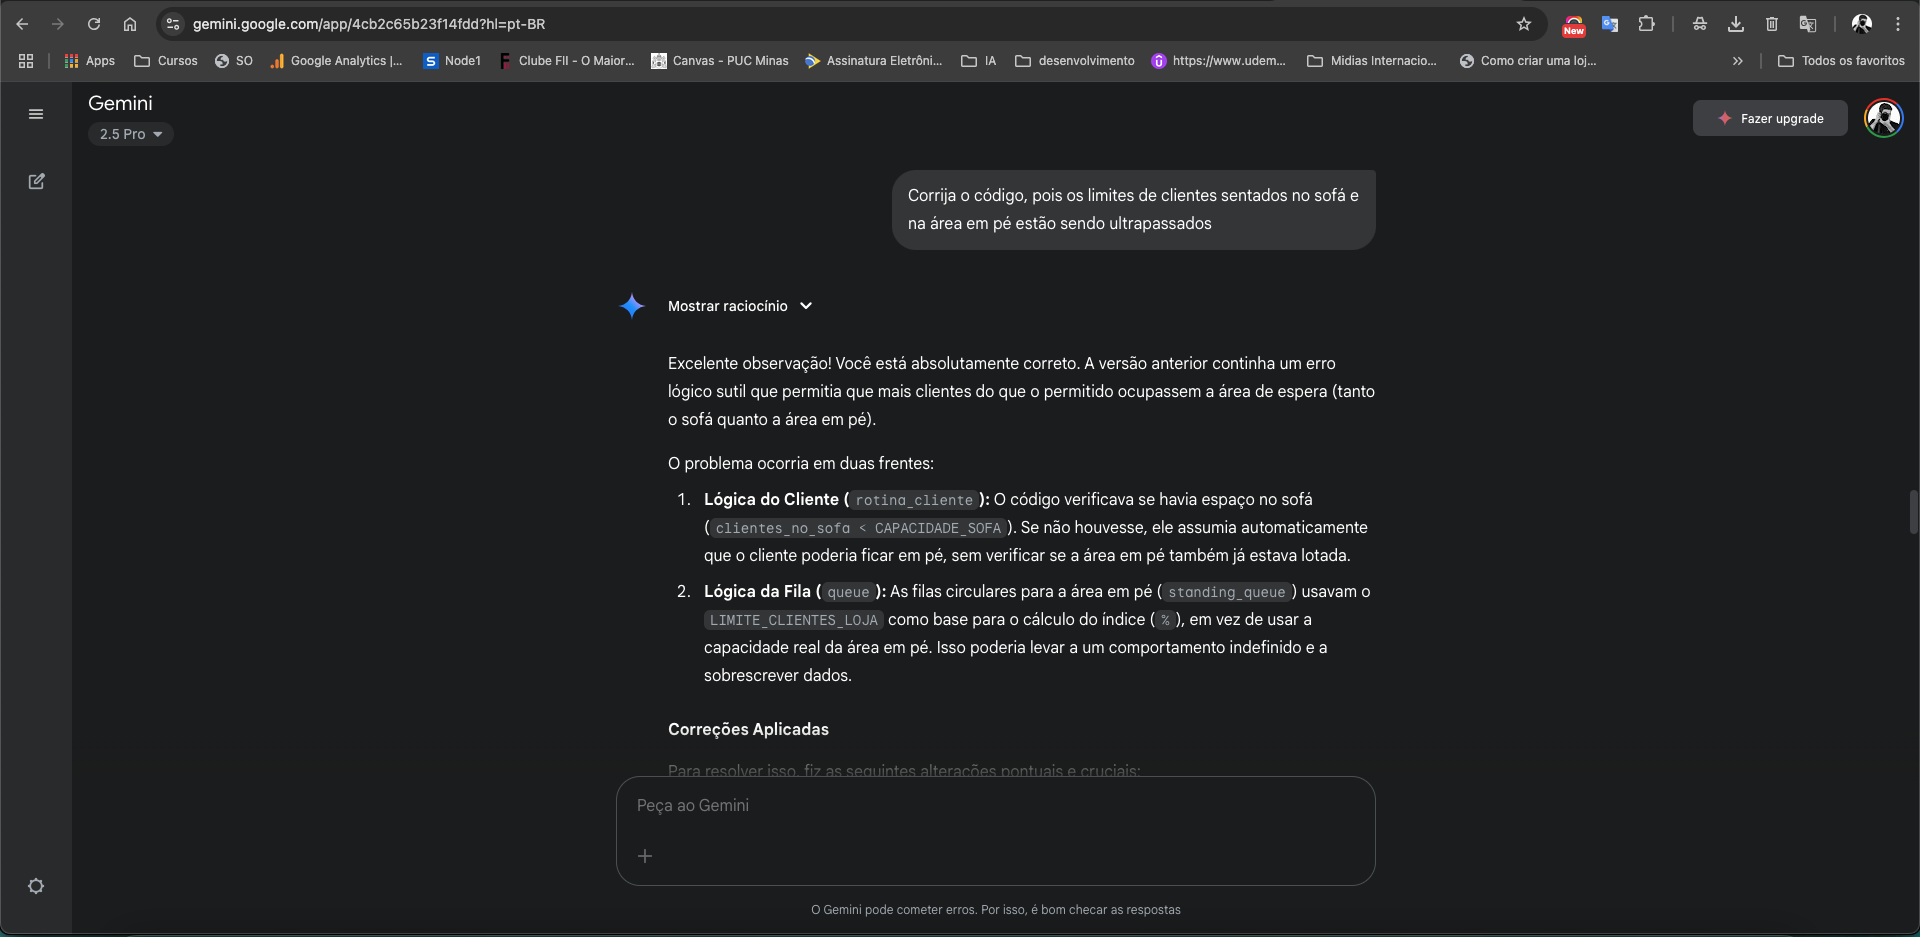 gemini.google.com/app/4cb2c65b23f14fdd?hl=pt-BR
New
Apps
Cursos
SO
Google Analytics |...
S Node1
F Clube FII - O Maior...
Canvas - PUC Minas
Assinatura Eletrôni...
IA
desenvolvimento
https://www.udem...
Midias Internacio...
Como criar uma loj...
Todos os favoritos
Gemini
2.5 Pro
Fazer upgrade
Corrija o código, pois os limites de clientes sentados no sofá e
na área em pé estão sendo ultrapassados
Mostrar raciocínio
Excelente observação! Você está absolutamente correto. A versão anterior continha um erro
lógico sutil que permitia que mais clientes do que o permitido ocupassem a área de espera (tanto
o sofá quanto a área em pé).
O problema ocorria em duas frentes:
1. Lógica do Cliente ( rotina_cliente ): O código verificava se havia espaço no sofá
( clientes_no_sofa < CAPACIDADE_SOFA ). Se não houvesse, ele assumia automaticamente
que o cliente poderia ficar em pé, sem verificar se a área em pé também já estava lotada.
2. Lógica da Fila ( queue ): As filas circulares para a área em pé ( standing_queue ) usavam o
LIMITE_CLIENTES_LOJA como base para o cálculo do índice ( % ), em vez de usar a
capacidade real da área em pé. Isso poderia levar a um comportamento indefinido e a
sobrescrever dados.
Correções Aplicadas
Para resolver isso, fiz as seguintes alterações pontuais e cruciais:
Peça ao Gemini
O Gemini pode cometer erros. Por isso, é bom checar as respostas